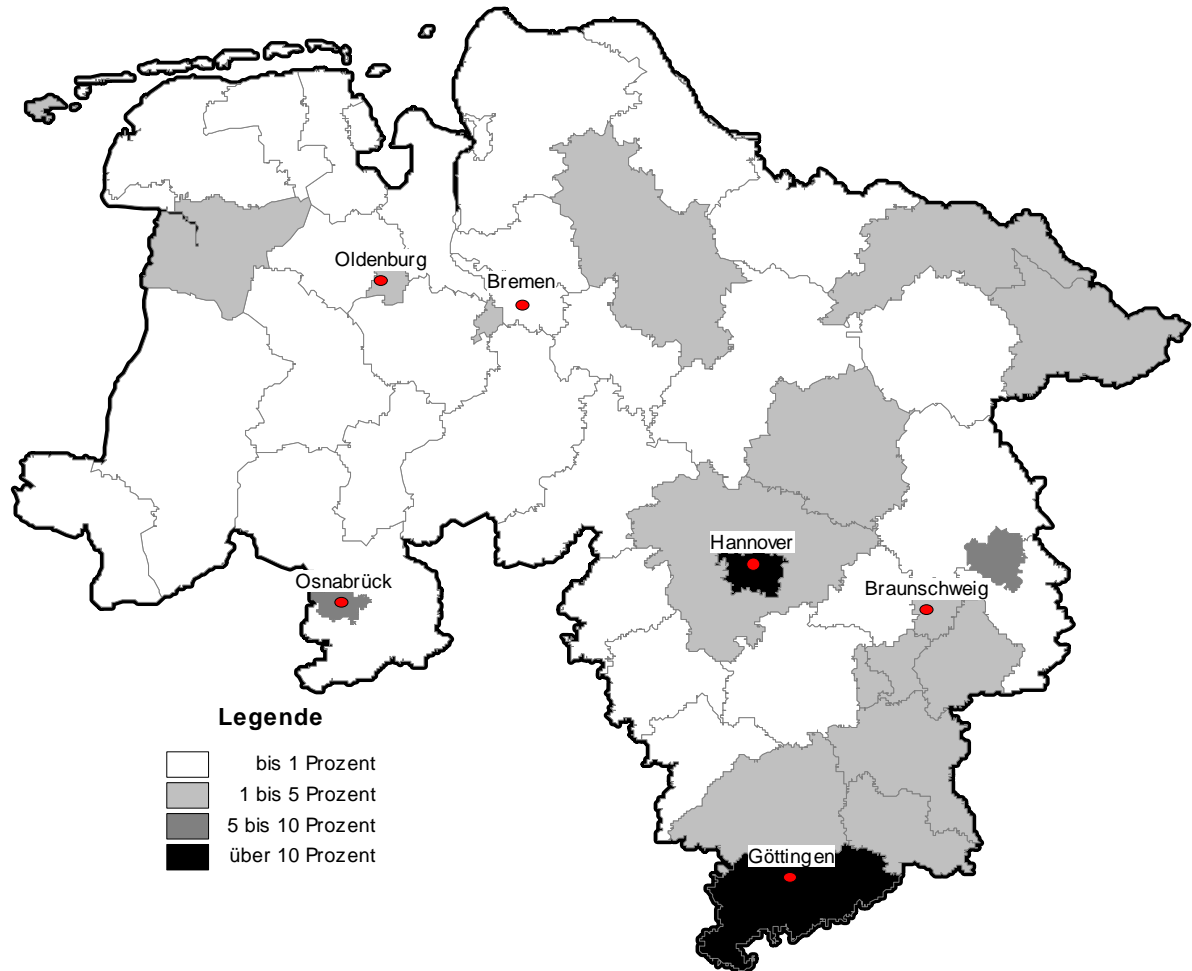 Oldenburg
Bremen
Hannover
Osnabrück
Braunschweig
Legende
bis 1 Prozent
1 bis 5 Prozent
5 bis 10 Prozent
über 10 Prozent
Göttingen